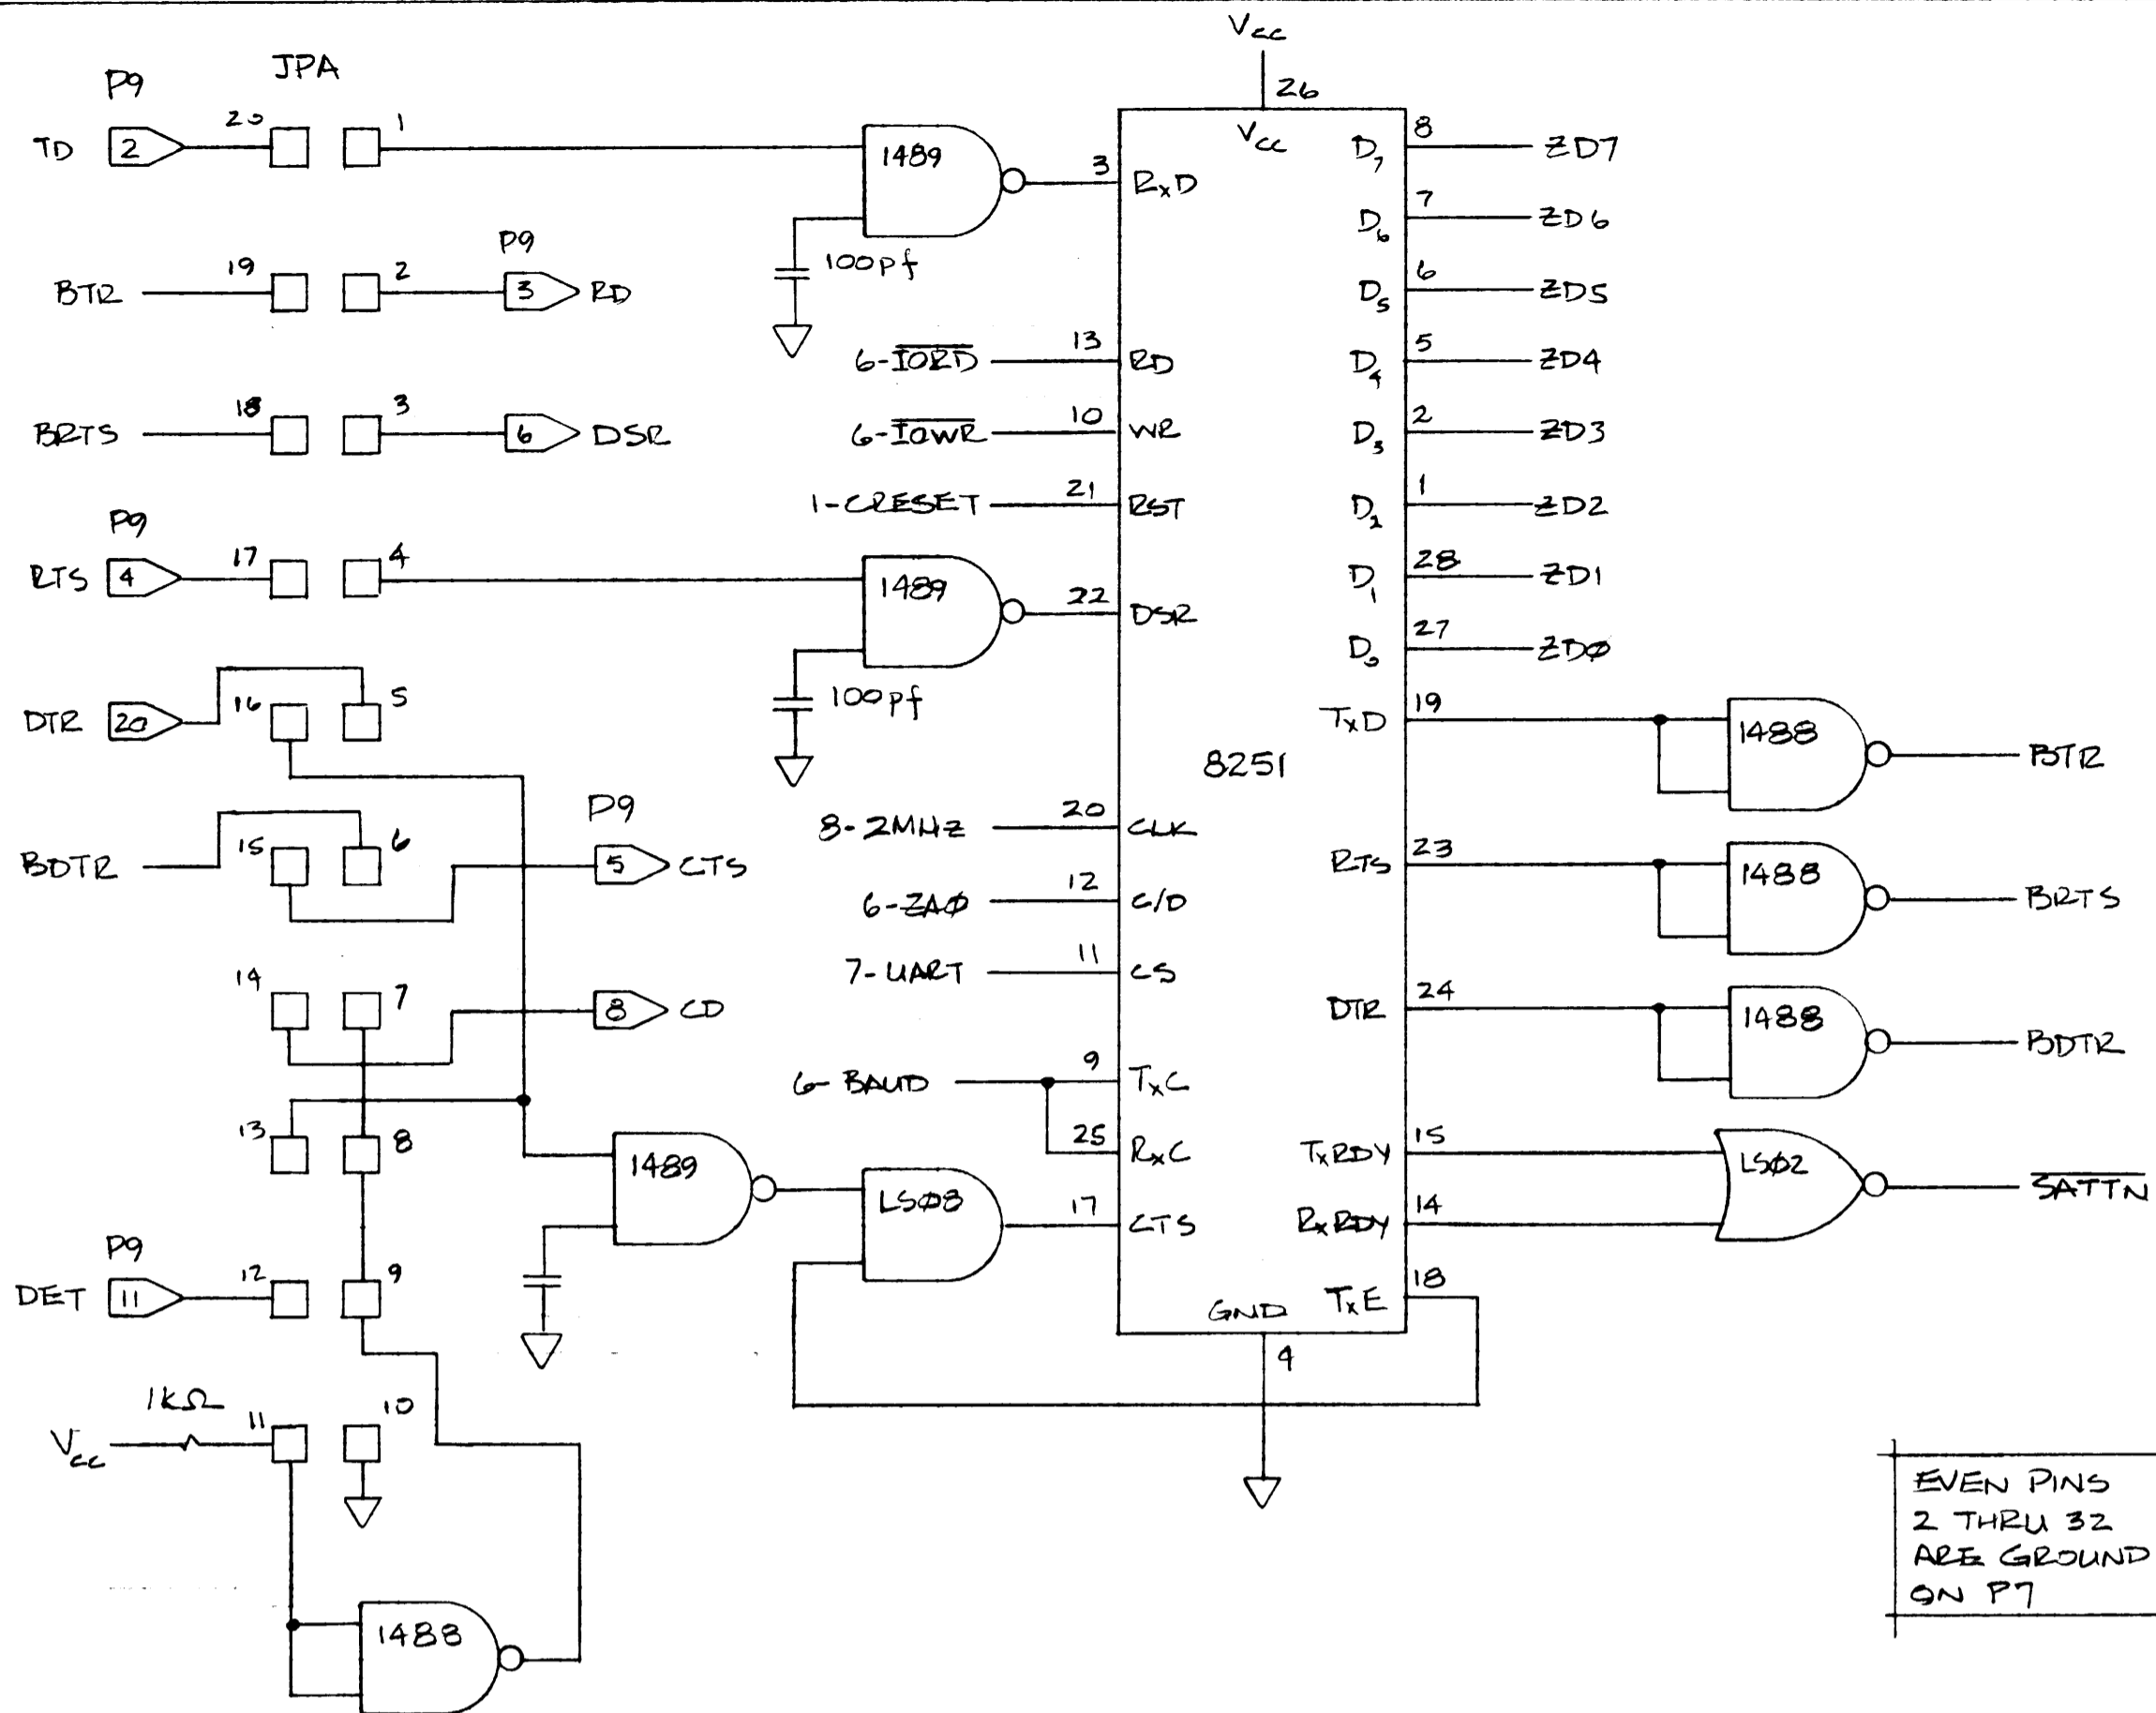 Vcc
26
P9
JPA
TD
2
20
1
1489
3
RxD
Vcc
D7
8
ZD7
100pf
D6
7
ZD6
BTR
19
2
P9
3
RD
D5
6
ZD5
6-IORD
13
RD
D4
5
ZD4
BRTS
18
3
6
DSR
6-IOWR
10
WR
D3
2
ZD3
1-CRESET
21
RST
D2
1
ZD2
P9
RTS
4
17
4
1489
22
DSR
D1
28
ZD1
100pf
D0
27
ZDØ
DTR
20
16
5
8251
TxD
19
1488
BTR
8-2MHZ
20
CLK
BDTR
15
6
P9
5
CTS
6-ZAØ
12
C/D
RTS
23
1488
BRTS
7-UART
11
CS
14
7
8
CD
DTR
24
1488
BDTR
6-BAUD
9
TxC
25
RxC
13
8
1489
LSØ8
17
CTS
TxRDY
15
LSØ2
SATTN
RxRDY
14
P9
DET
11
12
9
GND
TxE
18
4
Vcc
1kΩ
11
10
1488
EVEN PINS
2 THRU 32
ARE GROUND
ON P7